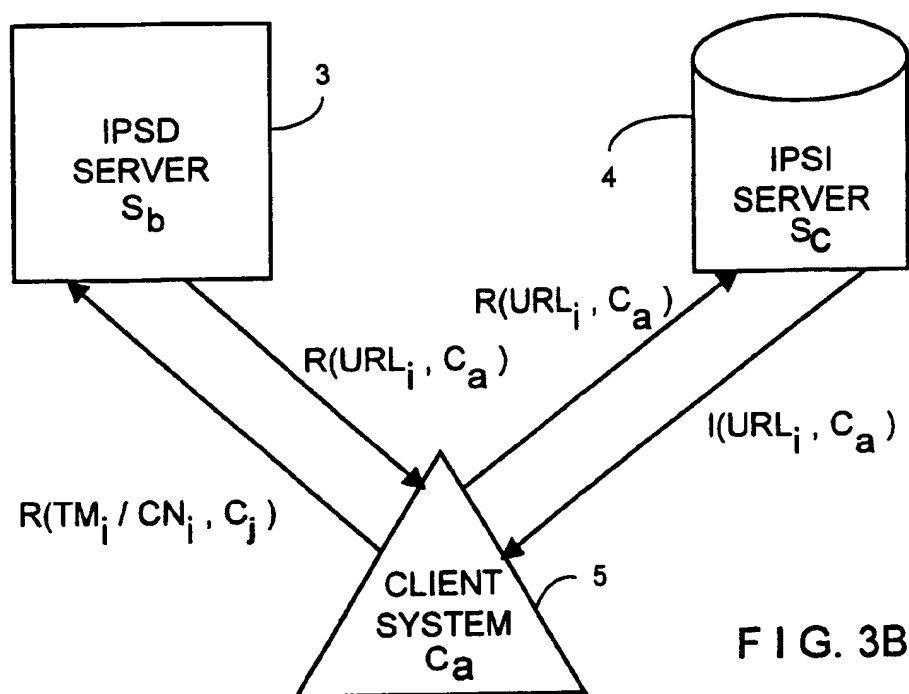 3
IPSD
SERVER
Sb
4
IPSI
SERVER
Sc
R(URLi , Ca)
R(URLi , Ca)
I(URLi , Ca)
R(TMi / CNi , Cj)
5
CLIENT
SYSTEM
Ca
F I G. 3B